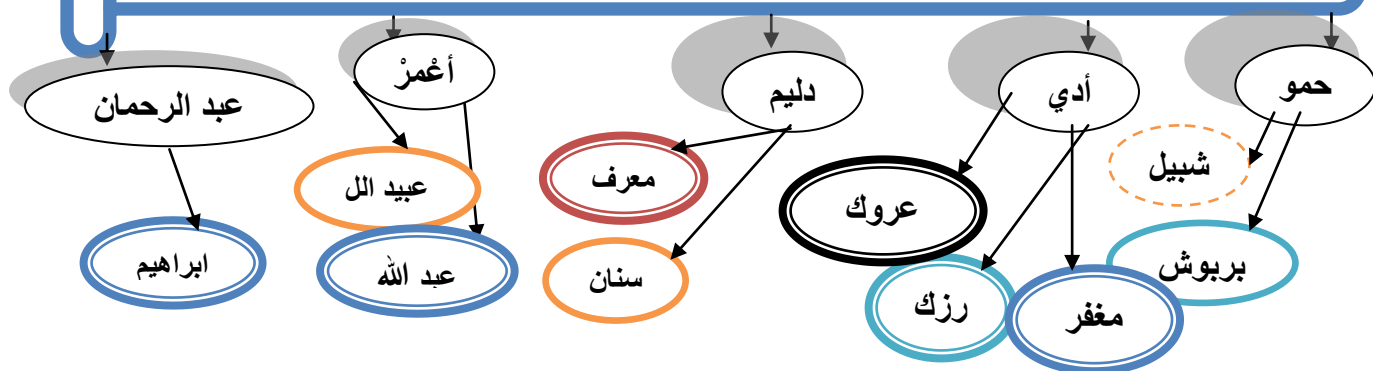 حمو
أدي
دليم
أعْمرْ
عبد الرحمان
شبيل
معرف
عبيد الل
عروك
بربوش
سنان
عبد الله
ابراهيم
رزك
مغفر